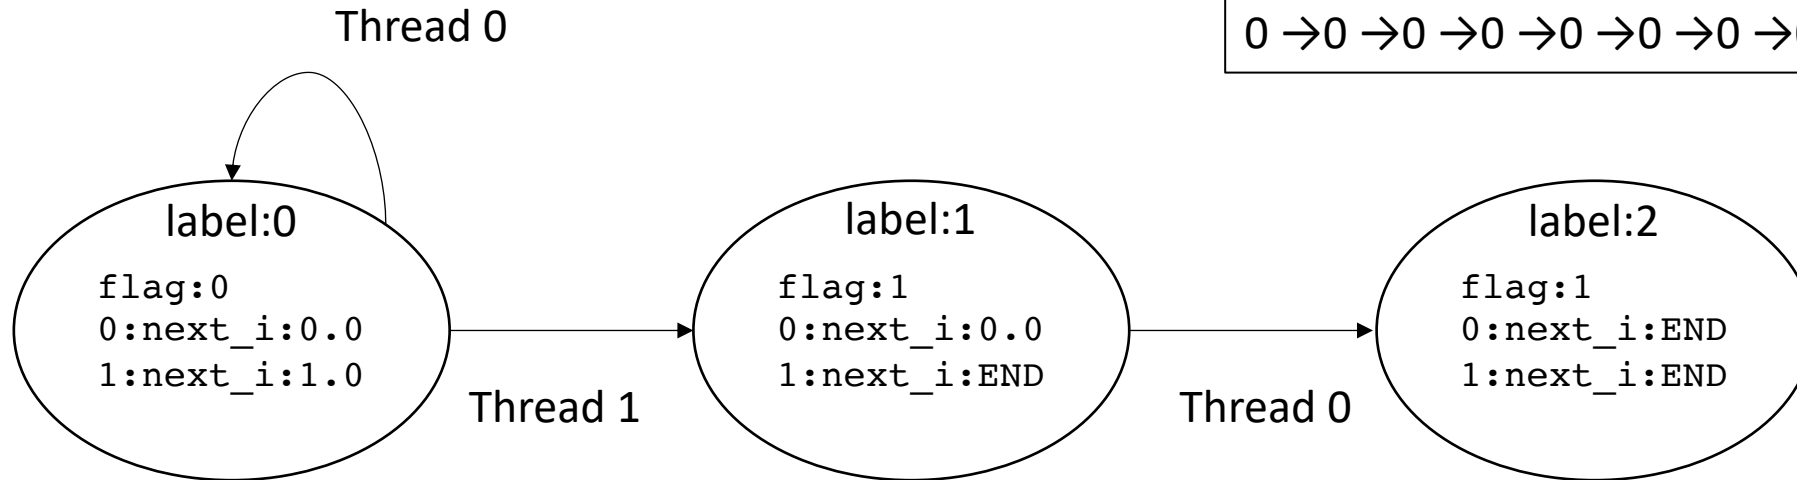 Thread 0
0 →0 →0 →0 →0 →0 →0 →
label:0
flag:0
0:next_i:0.0
1:next_i:1.0
label:1
flag:1
0:next_i:0.0
1:next_i:END
label:2
flag:1
0:next_i:END
1:next_i:END
Thread 1
Thread 0